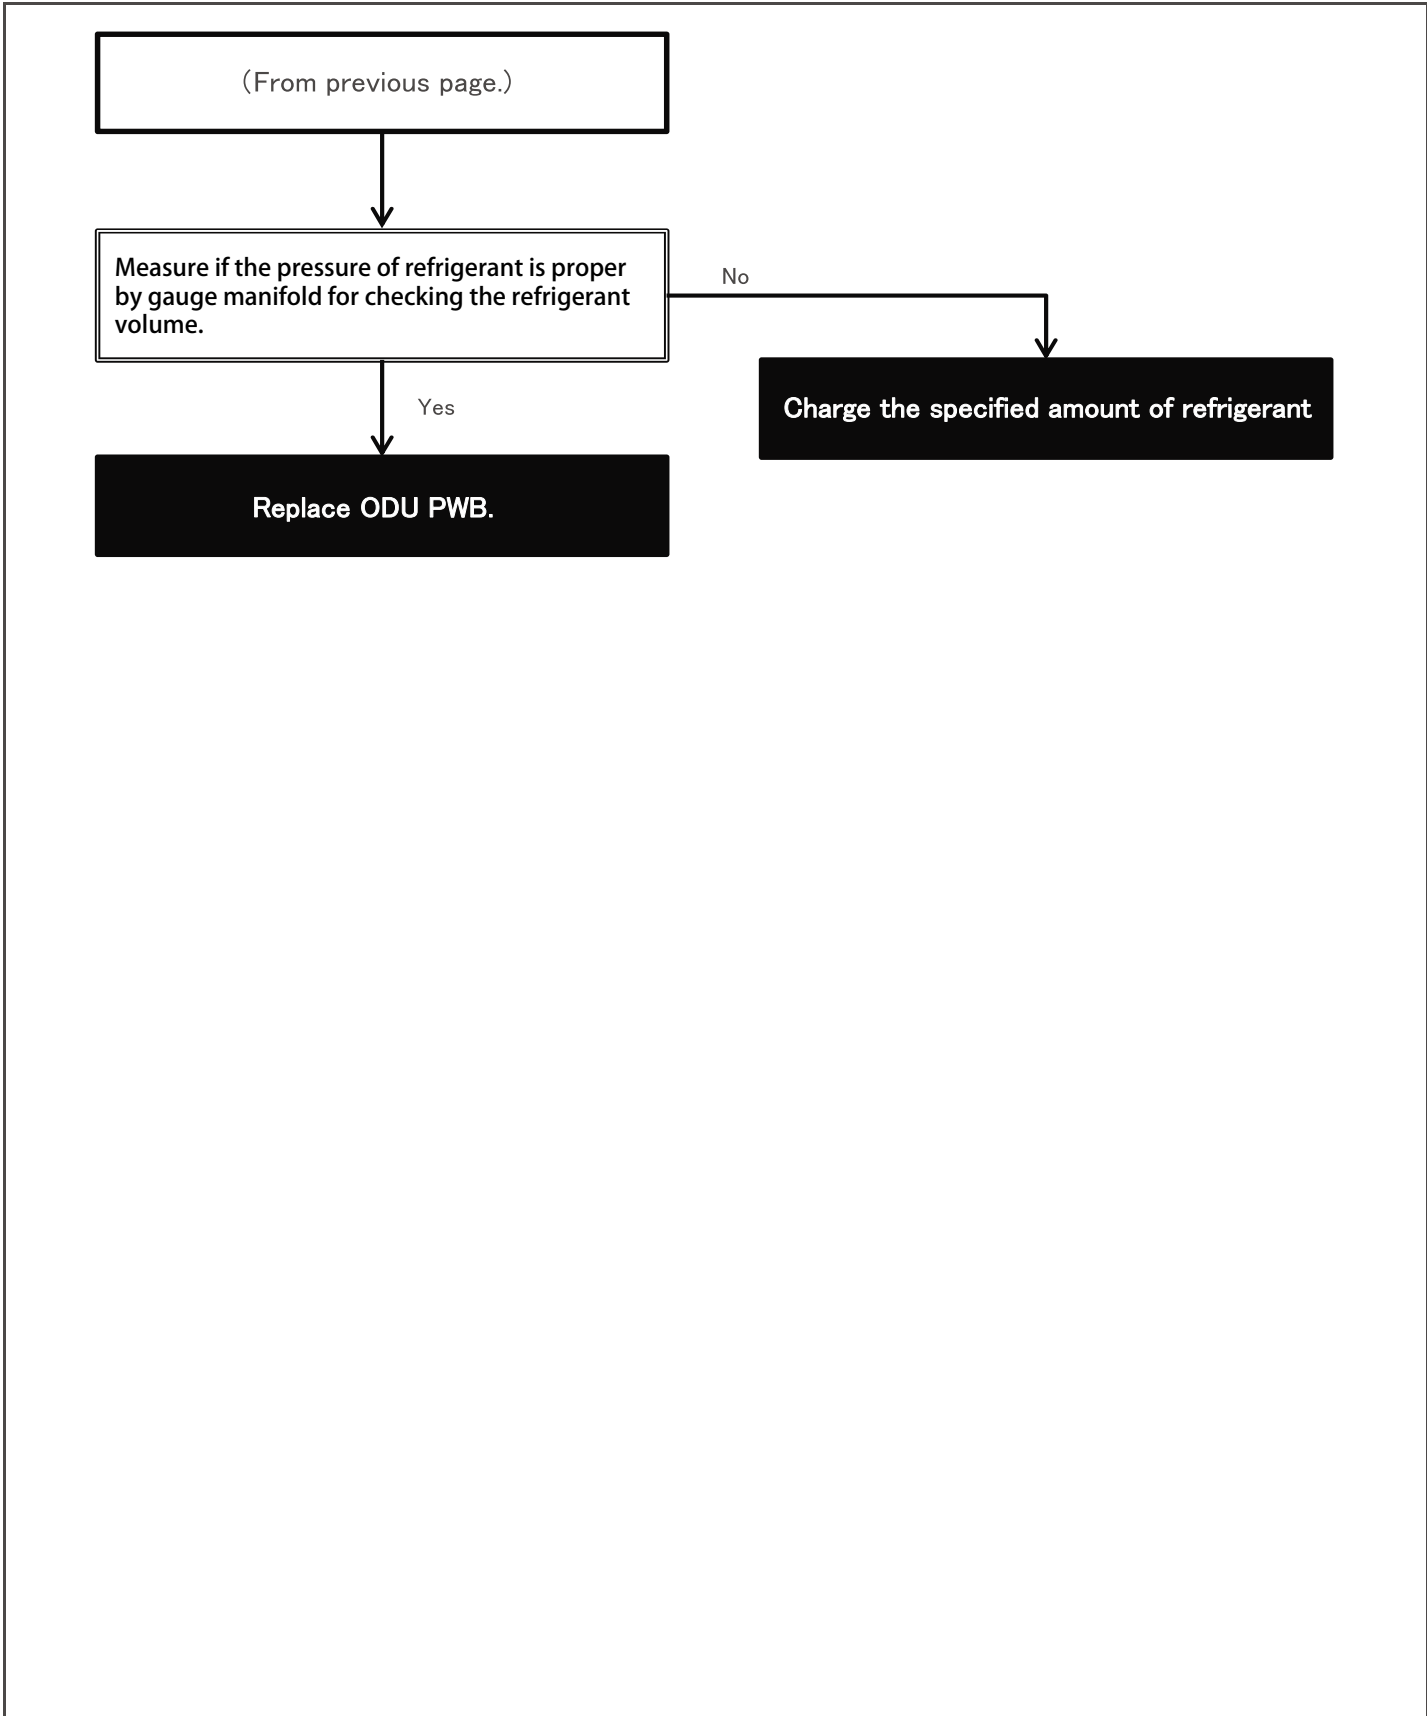 (From previous page.)
Measure if the pressure of refrigerant is proper
by gauge manifold for checking the refrigerant
volume.
No
Charge the specified amount of refrigerant
Yes
Replace ODU PWB.